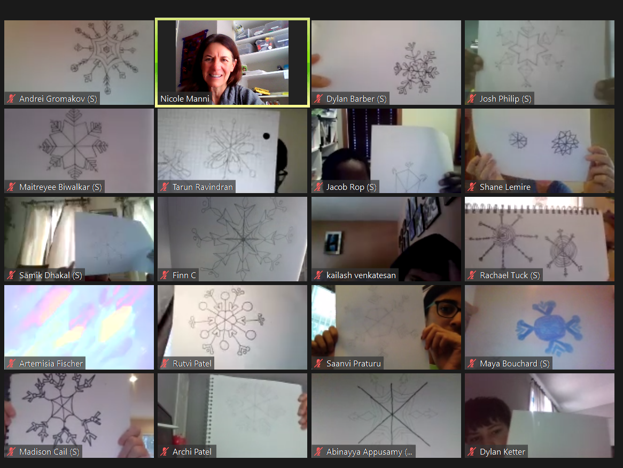 Andrei Gromakov (S)
Nicole Manni
Dylan Barber (S)
Josh Philip (S)
Maitreyee Biwalkar (S)
Tarun Ravindran
Jacob Rop (S)
Shane Lemire
Samik Dhakal (S)
Finn C
kailash venkatesan
Rachael Tuck (S)
Artemisia Fischer
Rutvi Patel
Saanvi Praturu
Maya Bouchard (S)
Madison Cail (S)
Archi Patel
Abinayya Appusamy (...
Dylan Ketter